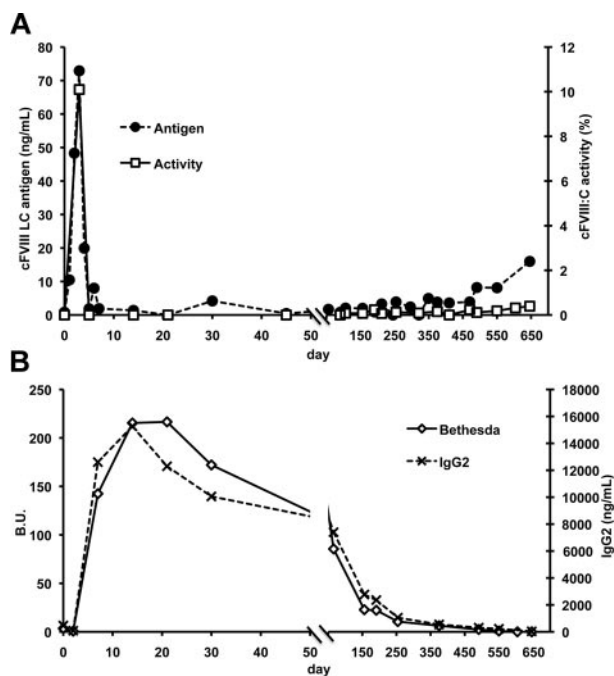 A
80
70
60
50
40
30
20
10
0
cFVIII LC antigen (ng/mL)
Antigen
Activity
12
10
8
6
4
2
0
cFVIII:C activity (%)
0 10 20 30 40 50 150 250 350 450 550 650
day
B
250
200
150
100
50
0
B.U.
Bethesda
IgG2
18000
16000
14000
12000
10000
8000
6000
4000
2000
0
IgG2 (ng/mL)
0 10 20 30 40 50 150 250 350 450 550 650
day